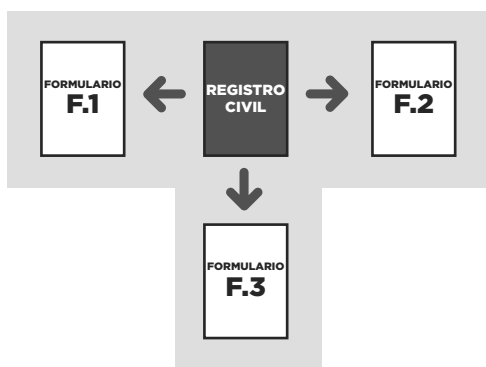 FORMULARIO
F.1
REGISTRO
CIVIL
FORMULARIO
F.2
FORMULARIO
F.3